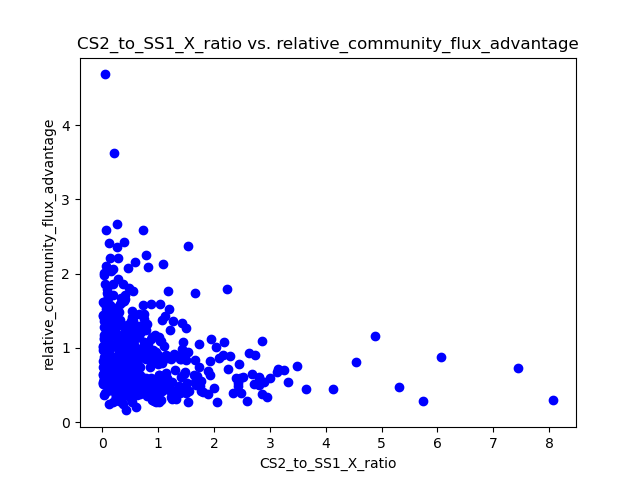 CS2_to_SS1_X_ratio vs. relative_community_flux_advantage
relative_community_flux_advantage
4
3
2
1
0
0 1 2 3 4 5 6 7 8
CS2_to_SS1_X_ratio